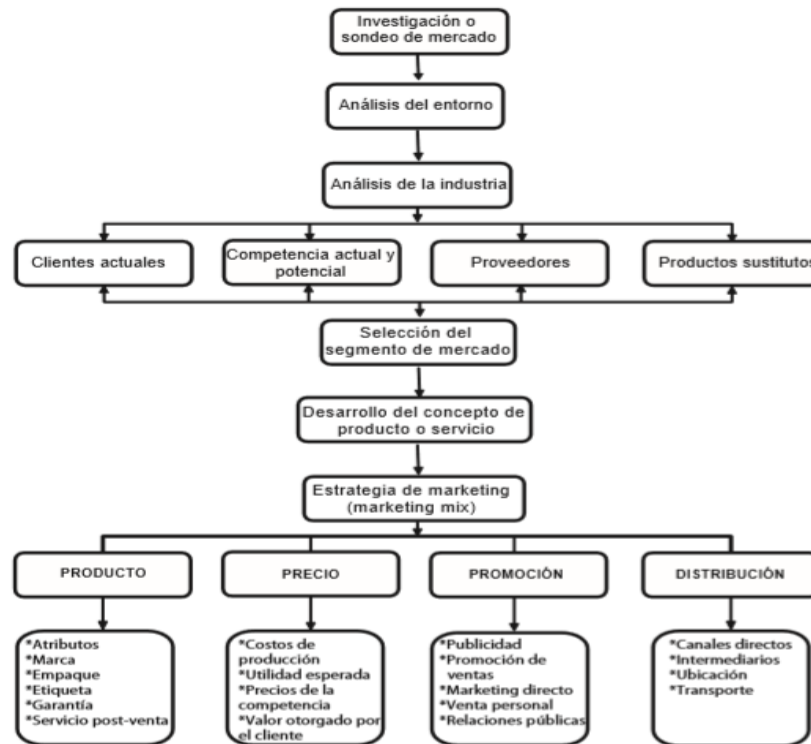 Investigación o
sondeo de mercado
Análisis del entorno
Análisis de la industria
Clientes actuales
Competencia actual y
potencial
Proveedores
Productos sustitutos
Selección del
segmento de mercado
Desarrollo del concepto de
producto o servicio
Estrategia de marketing
(marketing mix)
PRODUCTO
PRECIO
PROMOCIÓN
DISTRIBUCIÓN
*Atributos
*Marca
*Empaque
*Etiqueta
*Garantía
*Servicio post-venta
*Costos de
producción
*Utilidad esperada
*Precios de la
competencia
*Valor otorgado por
el cliente
*Publicidad
*Promoción de
ventas
*Marketing directo
*Venta personal
*Relaciones públicas
*Canales directos
*Intermediarios
*Ubicación
*Transporte